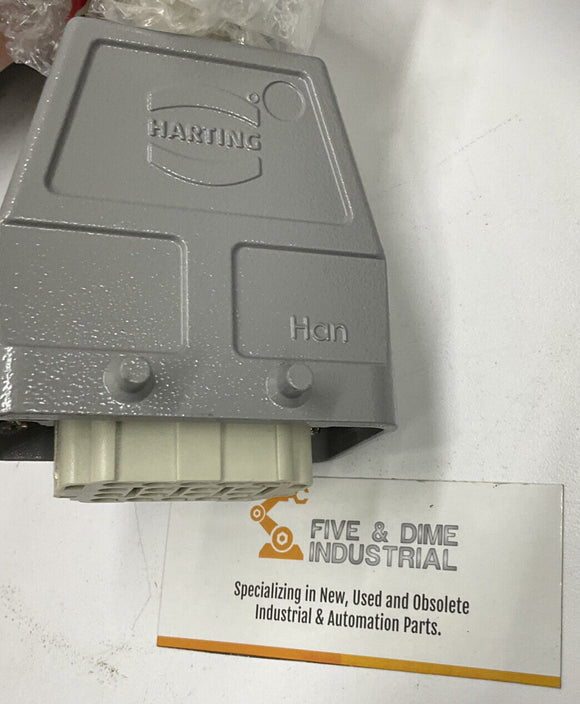 HARTING
Han
FIVE & DIME
INDUSTRIAL
Specializing in New, Used and Obsolete
Industrial & Automation Parts.